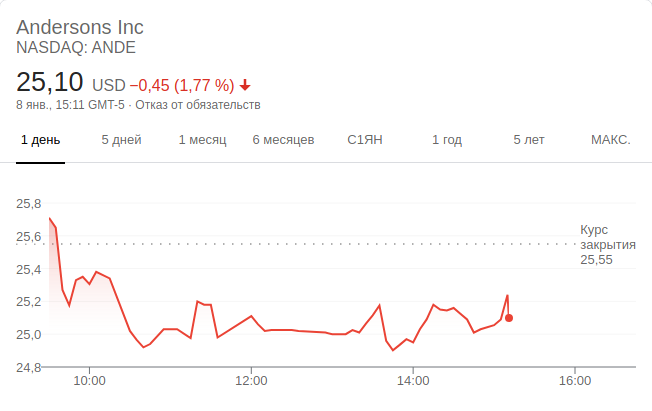 Andersons Inc
NASDAQ: ANDE
25,10 USD −0,45 (1,77 %)
8 янв., 15:11 GMT-5 · Отказ от обязательств
1 день 5 дней 1 месяц 6 месяцев С1ЯН 1 год 5 лет МАКС.
25,8
25,6
25,4
25,2
25,0
24,8
Курс
закрытия
25,55
10:00 12:00 14:00 16:00